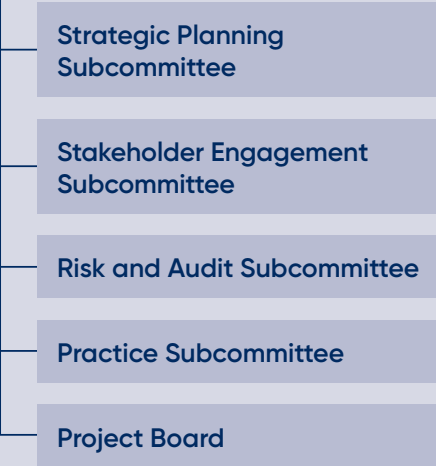 Strategic Planning
Subcommittee
Stakeholder Engagement
Subcommittee
Risk and Audit Subcommittee
Practice Subcommittee
Project Board